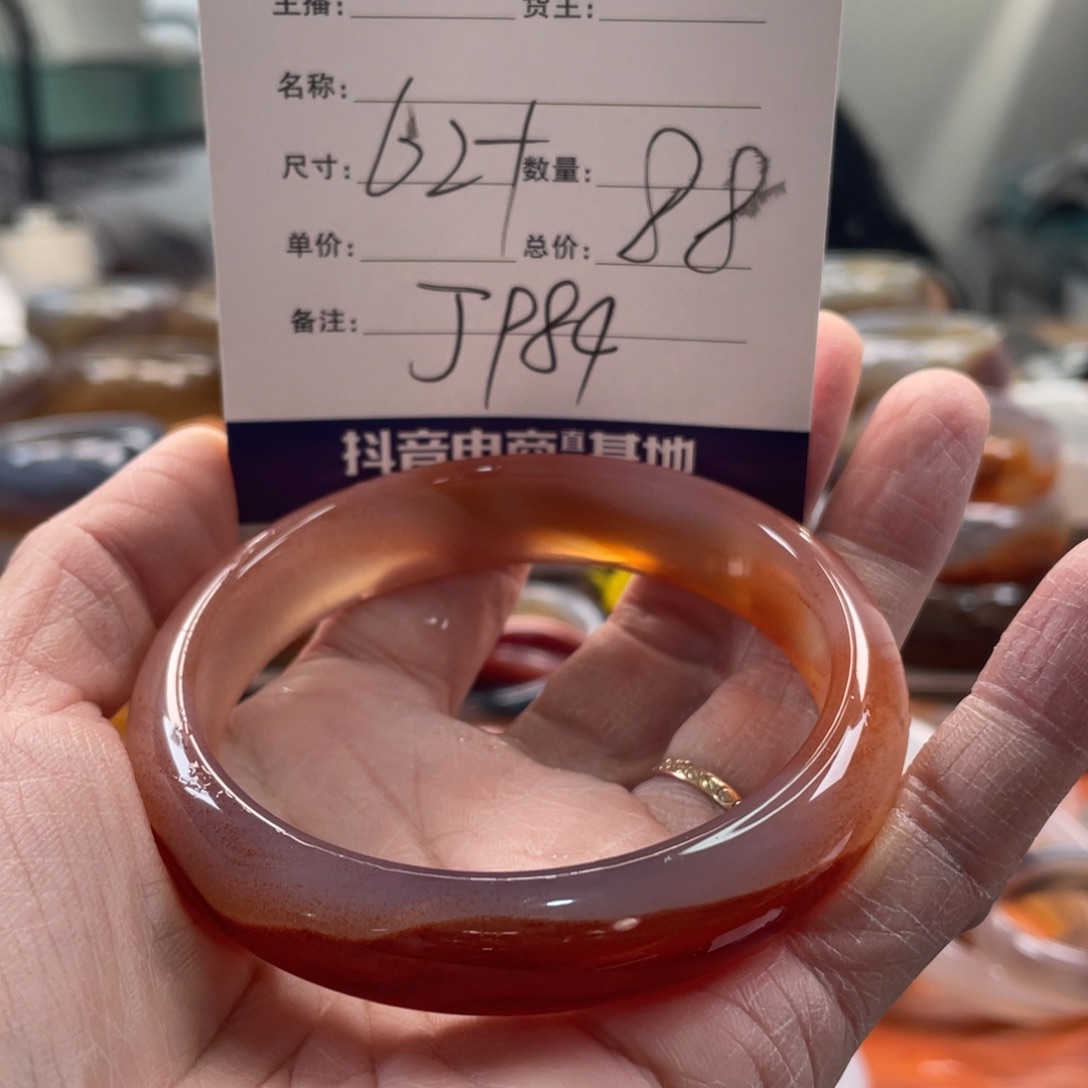 主播: 货主:
名称:
尺寸: 62+ 数量: 88
单价: 总价:
备注: JP84
抖音电商直基地